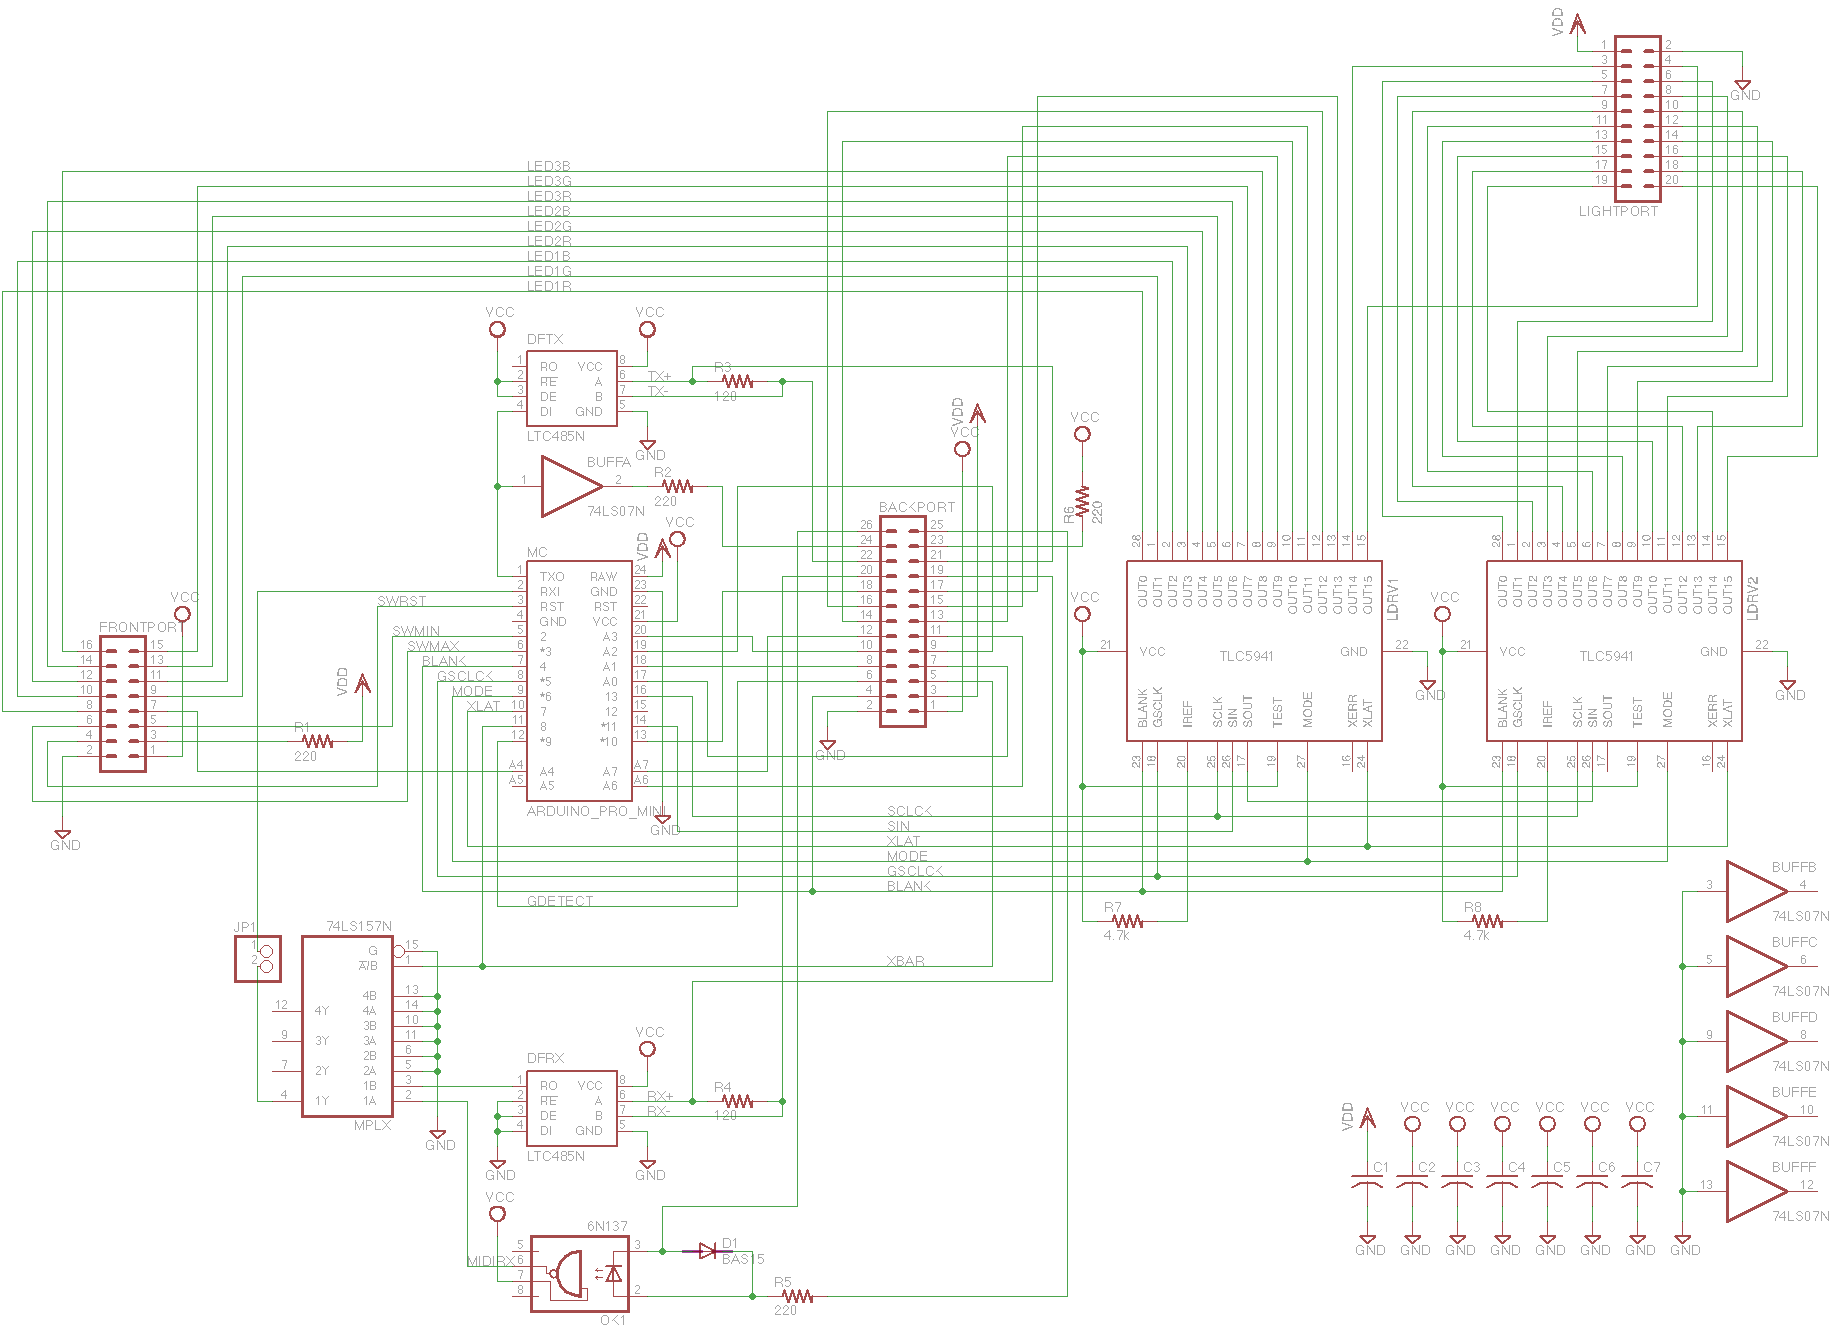 VDD
1 2
3 4
5 6
7 8
9 10
11 12
13 14
15 16
17 18
19 20
GND
LIGHTPORT
LED3B
LED3G
LED3R
LED2B
LED2G
LED2R
LED1B
LED1G
LED1R
VCC VCC
DFTX
1 RO VCC 8
2 RE A 6 TX+
3 DE B 7 TX-
4 DI GND 5
LTC485N
GND
R3
120
BUFFA
1 2
74LS07N
R2
220
VDD
VCC
VCC
R6
220
BACKPORT
26 25
24 23
22 21
20 19
18 17
16 15
14 13
12 11
10 9
8 7
6 5
4 3
2 1
GND
VCC
VDD
MC
1 TXO RAW 24
2 RXI GND 23
3 RST RST 22
4 GND VCC 21
5 2 A3 20
6 *3 A2 19
7 4 A1 18
8 *5 A0 17
9 *6 13 16
10 7 12 15
11 8 *11 14
12 *9 *10 13
A4 A4 A7 A7
A5 A5 A6 A6
ARDUINO_PRO_MINI
GND
SWRST
SWMIN
SWMAX
BLANK
GSCLCK
MODE
XLAT
VCC
FRONTPOR
16 15
14 13
12 11
10 9
8 7
6 5
4 3
2 1
GND
VDD
R1
220
VCC
28 1 2 3 4 5 6 7 8 9 10 11 12 13 14 15
OUT0 OUT1 OUT2 OUT3 OUT4 OUT5 OUT6 OUT7 OUT8 OUT9 OUT10 OUT11 OUT12 OUT13 OUT14 OUT15
LDRV1
21 VCC TLC5941 GND 22
GND
BLANK GSCLK IREF SCLK SIN SOUT TEST MODE XERR XLAT
23 18 20 25 26 17 19 27 16 24
VCC
28 1 2 3 4 5 6 7 8 9 10 11 12 13 14 15
OUT0 OUT1 OUT2 OUT3 OUT4 OUT5 OUT6 OUT7 OUT8 OUT9 OUT10 OUT11 OUT12 OUT13 OUT14 OUT15
LDRV2
21 VCC TLC5941 GND 22
GND
BLANK GSCLK IREF SCLK SIN SOUT TEST MODE XERR XLAT
23 18 20 25 26 17 19 27 16 24
SCLCK
SIN
XLAT
MODE
GSCLCK
BLANK
GDETECT
R7
4.7k
R8
4.7k
XBAR
JP1
1
2
74LS157N
G 15
A/B 1
4B 13
12 4Y 4A 14
3B 10
9 3Y 3A 11
2B 6
7 2Y 2A 5
1B 3
4 1Y 1A 2
MPLX
GND
DFRX
VCC
1 RO VCC 8
2 RE A 6 RX+
3 DE B 7 RX-
4 DI GND 5
LTC485N
GND GND
R4
120
VCC
6N137
5 3
MIDIRX 6
7
8 2
OK1
D1
BAS15
R5
220
BUFFB
3 4
74LS07N
BUFFC
5 6
74LS07N
BUFFD
9 8
74LS07N
BUFFE
11 10
74LS07N
BUFFF
13 12
74LS07N
VDD VCC VCC VCC VCC VCC VCC
C1 C2 C3 C4 C5 C6 C7
GND GND GND GND GND GND GND GND